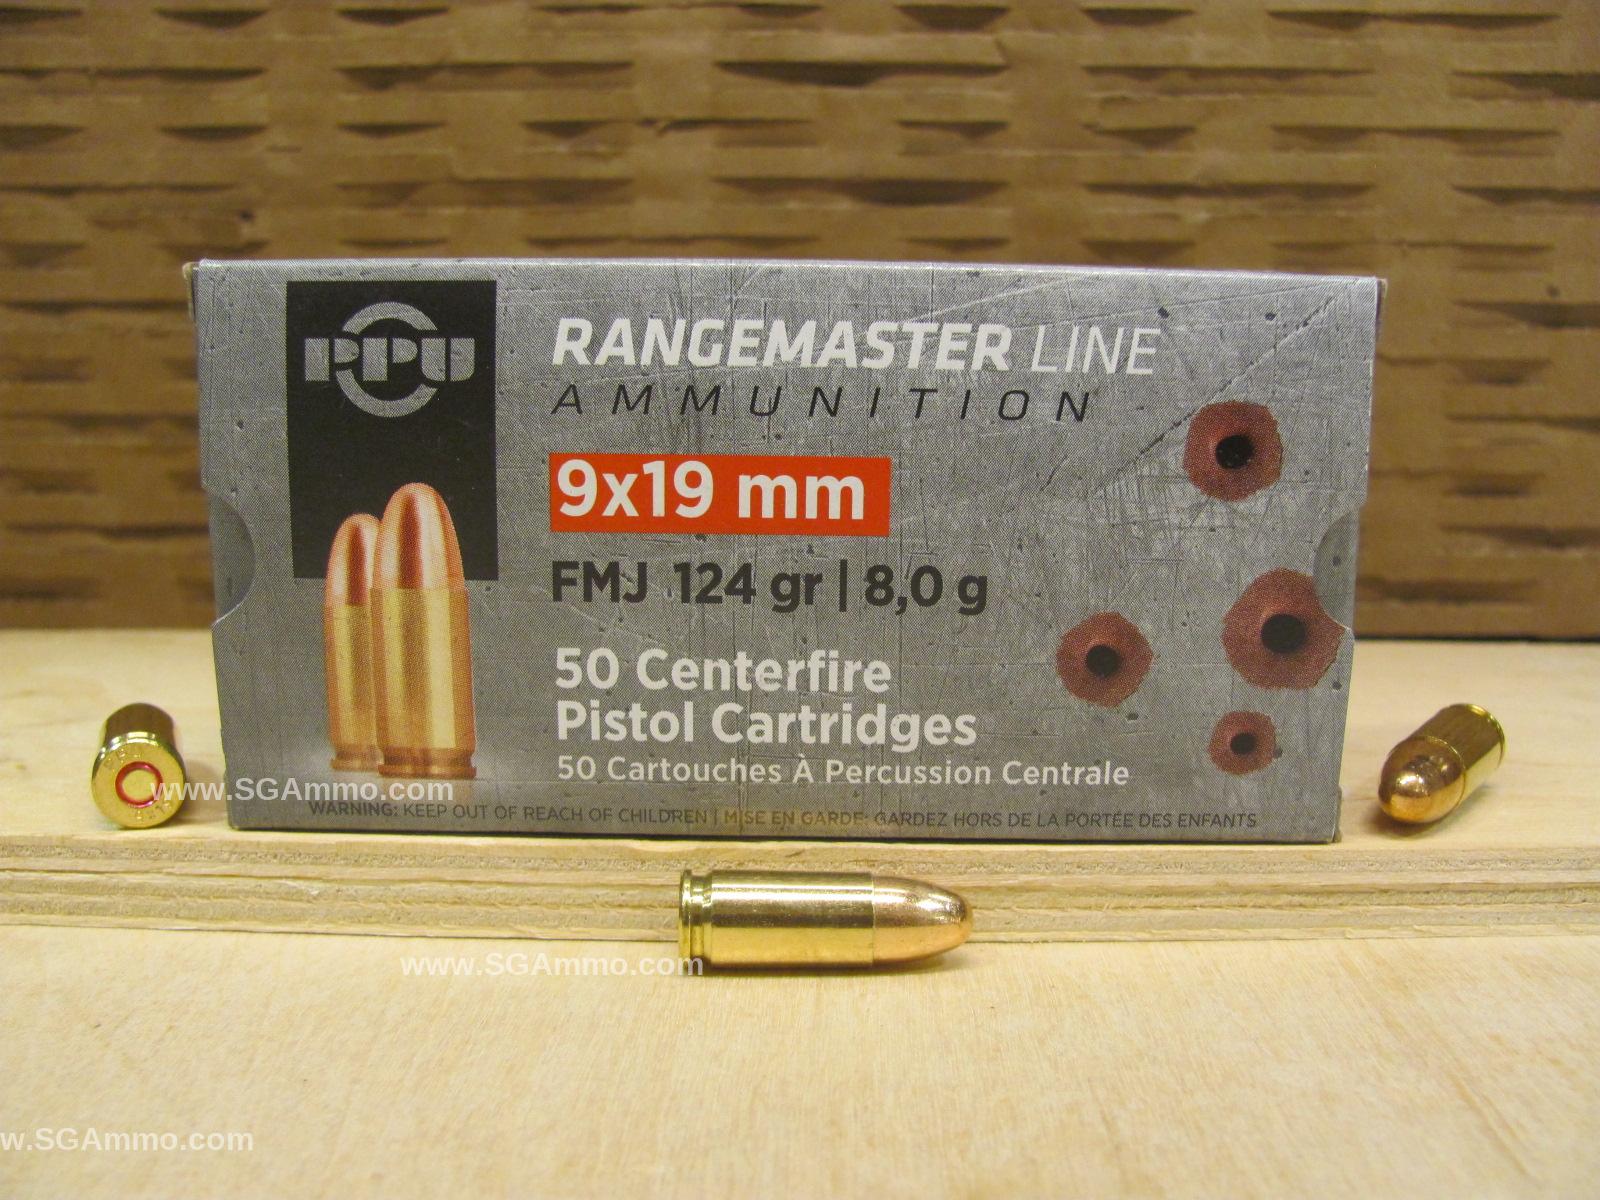 PPU
RANGEMASTER LINE
AMMUNITION
9x19 mm
FMJ 124 gr | 8,0 g
50 Centerfire
Pistol Cartridges
50 Cartouches À Percussion Centrale
WARNING: KEEP OUT OF REACH OF CHILDREN | MISE EN GARDE: GARDEZ HORS DE LA PORTÉE DES ENFANTS
www.SGAmmo.com
www.SGAmmo.com
w.SGAmmo.com